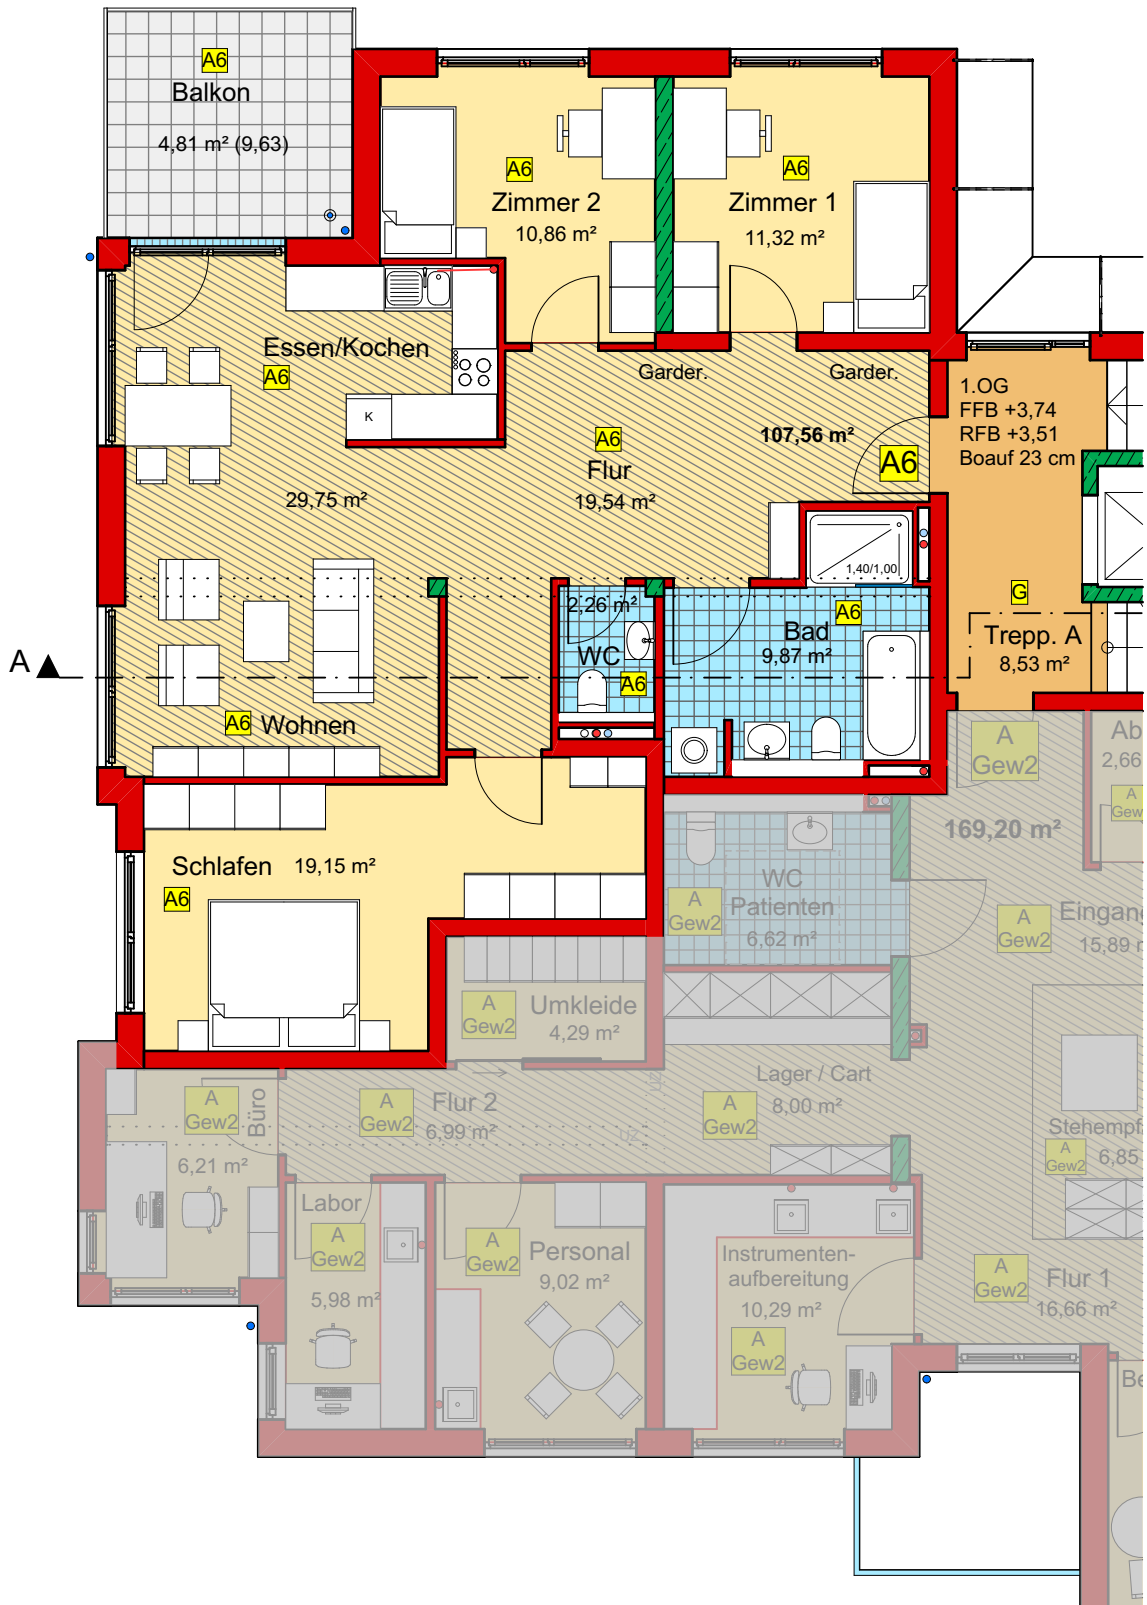 A6
Balkon
4,81 m² (9,63)
A6
Zimmer 2
10,86 m²
A6
Zimmer 1
11,32 m²
Essen/Kochen
A6
K
29,75 m²
Garder.
Garder.
A6
Flur
19,54 m²
107,56 m²
A6
1.OG
FFB +3,74
RFB +3,51
Boauf 23 cm
1,40/1,00
G
Trepp. A
8,53 m²
A
2,26 m²
WC
A6
A6
Bad
9,87 m²
A6
Wohnen
Schlafen 19,15 m²
A6
A
Gew2
Ab
2,66
A
Gew
169,20 m²
WC
A
Gew2
Patienten
6,62 m²
A
Gew2
Eingang
15,89
A
Gew2
Umkleide
4,29 m²
Lager / Cart
8,00 m²
A
Gew2
A
Gew2
Büro
6,21 m²
A
Gew2
Flur 2
6,99 m²
UZ
UZ
Stehempf.
A
Gew2
6,85
Labor
A
Gew2
5,98 m²
A
Gew2
Personal
9,02 m²
Instrumenten-
aufbereitung
10,29 m²
A
Gew2
A
Gew2
Flur 1
16,66 m²
Be